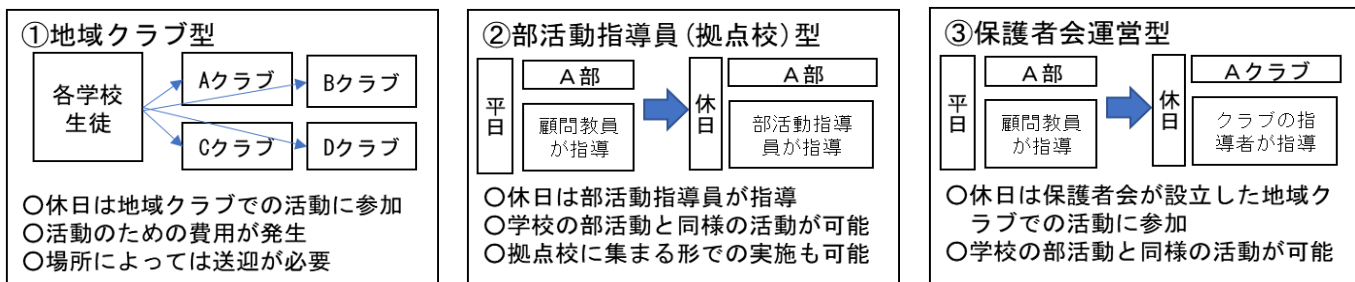 ①地域クラブ型
各学校
生徒
Aクラブ
Bクラブ
Cクラブ
Dクラブ
〇休日は地域クラブでの活動に参加
〇活動のための費用が発生
〇場所によっては送迎が必要
②部活動指導員(拠点校)型
平日
A部
顧問教員
が指導
休日
A部
部活動指導
員が指導
〇休日は部活動指導員が指導
〇学校の部活動と同様の活動が可能
〇拠点校に集まる形での実施も可能
③保護者会運営型
平日
A部
顧問教員
が指導
休日
Aクラブ
クラブの指
導者が指導
〇休日は保護者会が設立した地域ク
ラブでの活動に参加
〇学校の部活動と同様の活動が可能